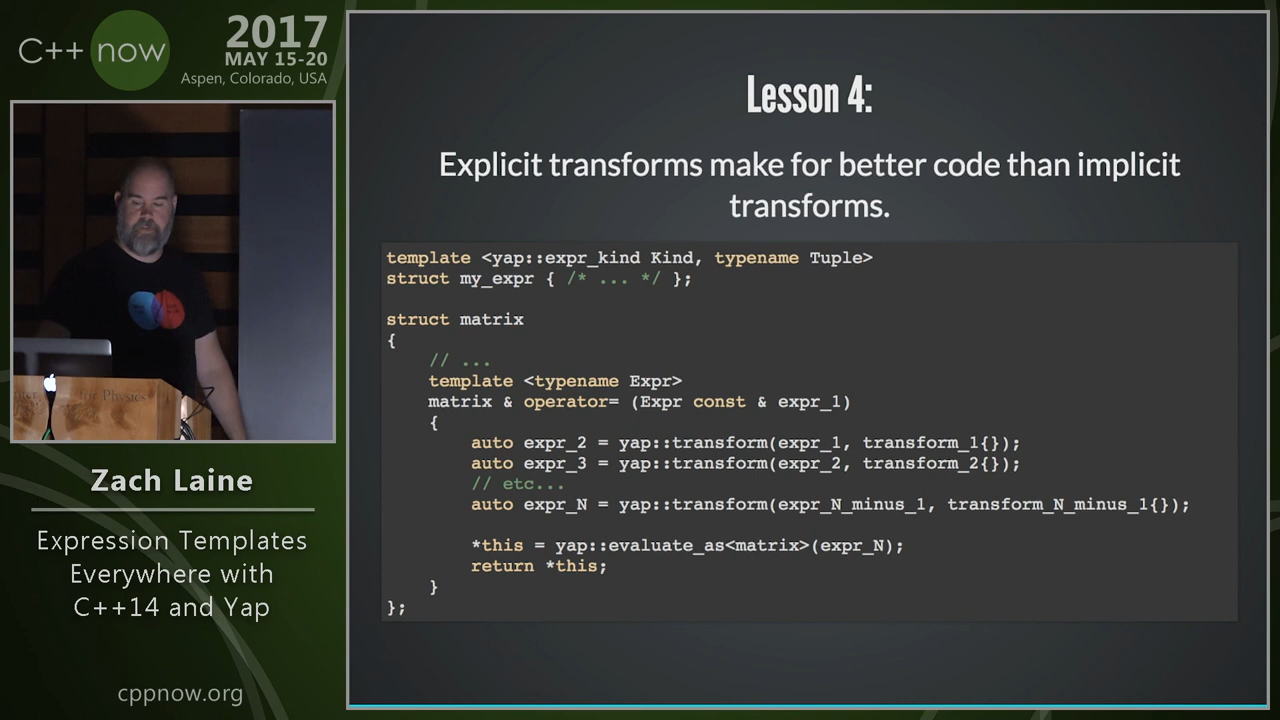 C++ now
2017
MAY 15-20
Aspen, Colorado, USA
for Physics
Zach Laine
Expression Templates
Everywhere with
C++14 and Yap
cppnow.org
Lesson 4:
Explicit transforms make for better code than implicit
transforms.
template <yap::expr_kind Kind, typename Tuple>
struct my_expr { /* ... */ };
struct matrix
{
// ...
template <typename Expr>
matrix & operator= (Expr const & expr_1)
{
auto expr_2 = yap::transform(expr_1, transform_1{});
auto expr_3 = yap::transform(expr_2, transform_2{});
// etc...
auto expr_N = yap::transform(expr_N_minus_1, transform_N_minus_1{});
*this = yap::evaluate_as<matrix>(expr_N);
return *this;
}
};